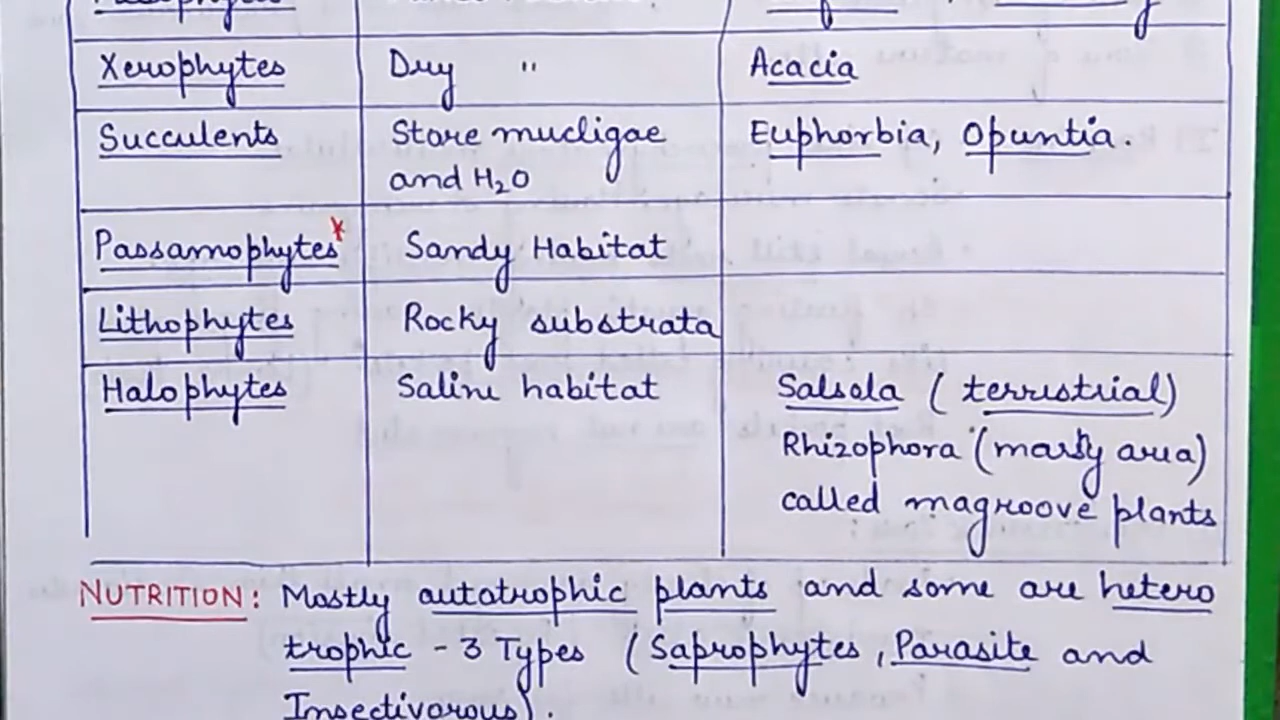 Xerophytes Dry " Acacia
Succulents Store mucligae Euphorbia, Opuntia.
and H₂O
Passamophytes* Sandy Habitat
Lithophytes Rocky substrata
Halophytes Saline habitat Salsola (terrustrial)
Rhizophora (marshy area)
called magroove plants
NUTRITION: Mostly autotrophic plants and some are hetero
trophic - 3 Types (Saprophytes, Parasite and
Insectivorous).